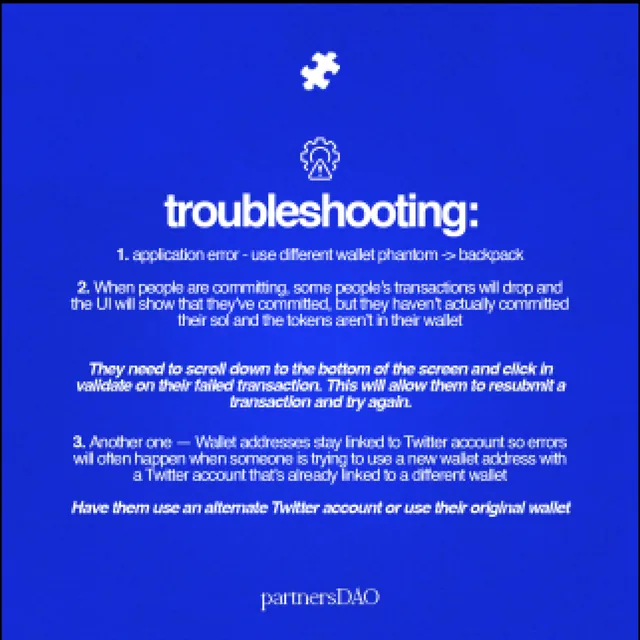 troubleshooting:
1. application error - use different wallet phantom -> backpack
2. When people are committing, some people's transactions will drop and
the UI will show that they've committed, but they haven't actually committed
their sol and the tokens aren't in their wallet
They need to scroll down to the bottom of the screen and click in
validate on their failed transaction. This will allow them to resubmit a
transaction and try again.
3. Another one — Wallet addresses stay linked to Twitter account so errors
will often happen when someone is trying to use a new wallet address with
a Twitter account that's already linked to a different wallet
Have them use an alternate Twitter account or use their original wallet
partnersDAO